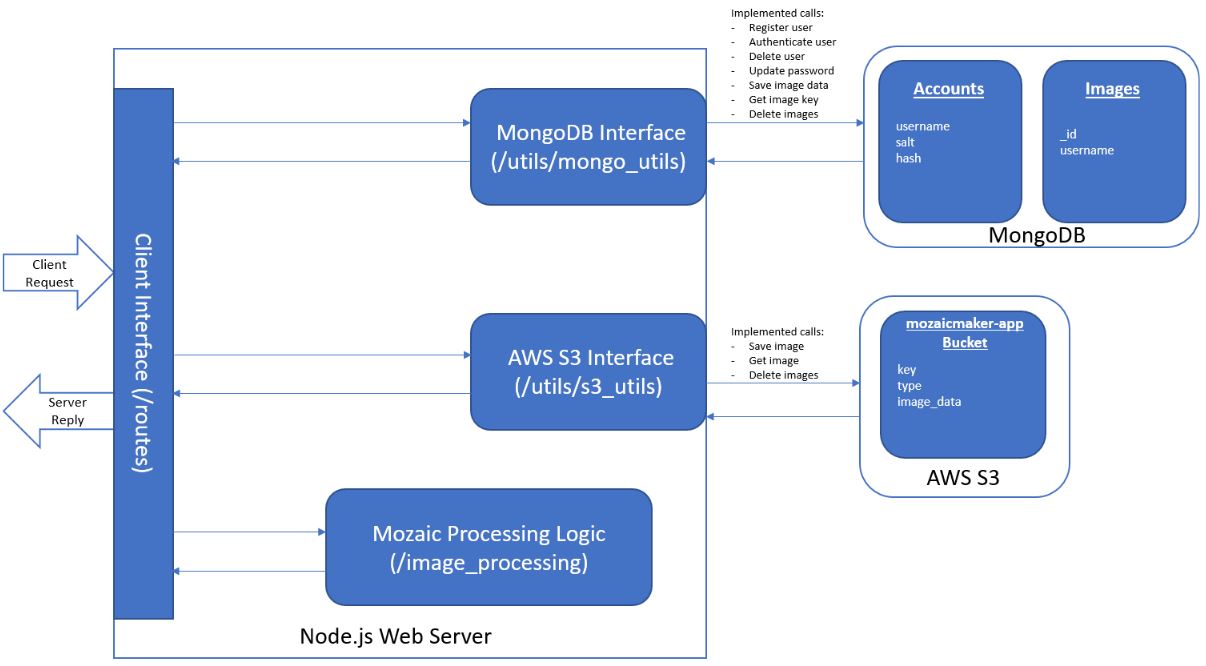 Implemented calls:
- Register user
- Authenticate user
- Delete user
- Update password
- Save image data
- Get image key
- Delete images
MongoDB Interface
(/utils/mongo_utils)
Accounts
username
salt
hash
Images
_id
username
MongoDB
Client
Request
Client Interface (/routes)
Server
Reply
AWS S3 Interface
(/utils/s3_utils)
Implemented calls:
- Save image
- Get image
- Delete images
mozaicmaker-app
Bucket
key
type
image_data
AWS S3
Mozaic Processing Logic
(/image_processing)
Node.js Web Server